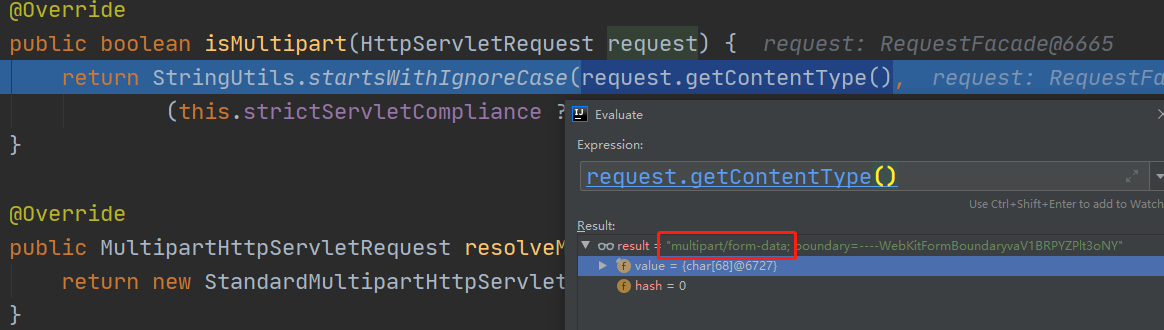 @Override
public boolean isMultipart(HttpServletRequest request) { request: RequestFacade@6665
return StringUtils.startsWithIgnoreCase(request.getContentType(), request: RequestFa
(this.strictServletCompliance ?
}
@Override
public MultipartHttpServletRequest resolveM
return new StandardMultipartHttpServlet
}
Evaluate
Expression:
request.getContentType()
Use Ctrl+Shift+Enter to add to Watch
Result:
result = "multipart/form-data; boundary=----WebKitFormBoundaryvaV1BRPYZPlt3oNY"
value = {char[68]@6727}
hash = 0